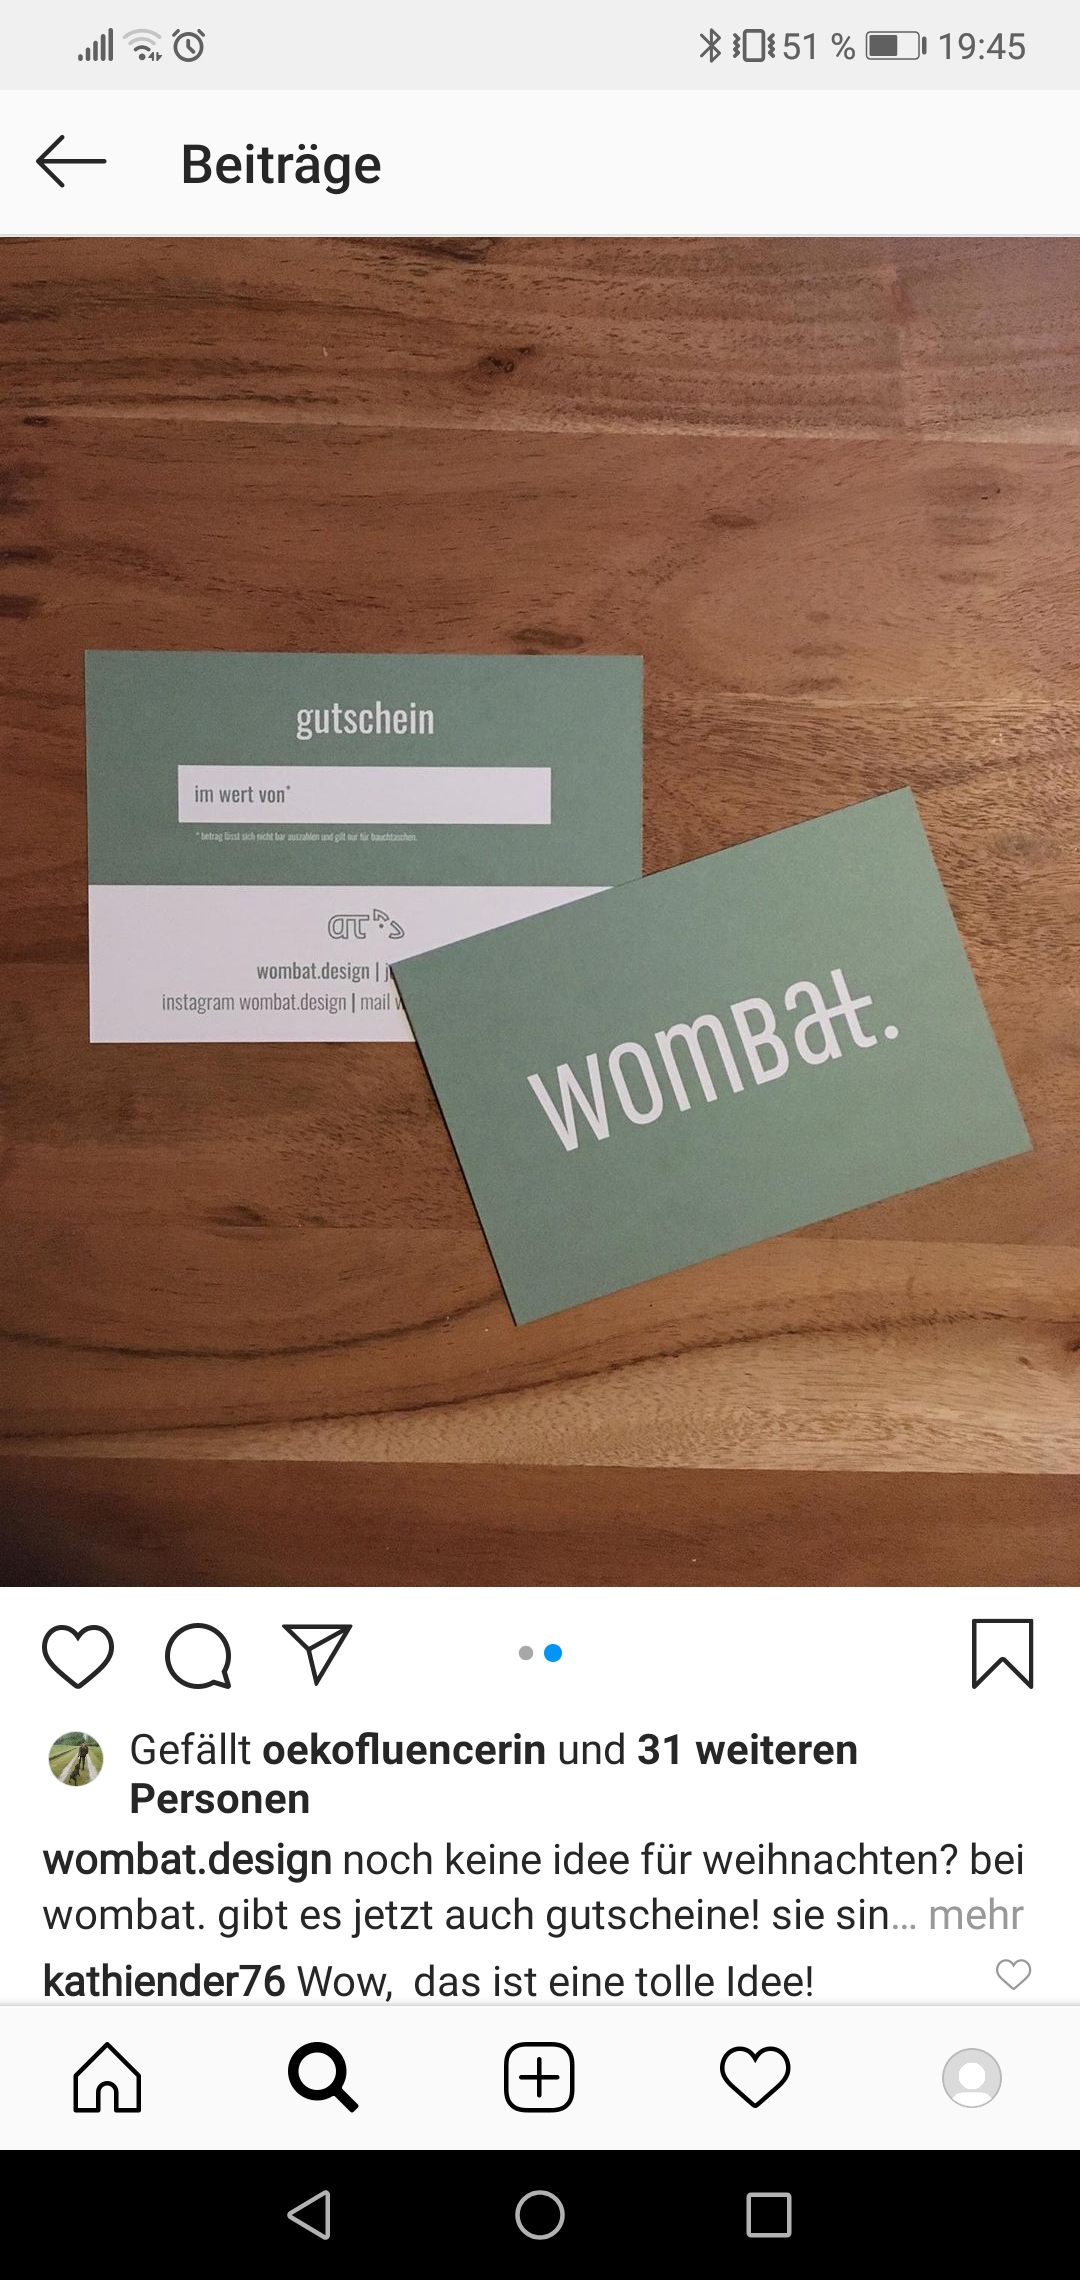 51 % 19:45
Beiträge
gutschein
im wert von*
* betrag lässt sich nicht bar auszahlen und gilt nur für bauchtaschen.
wombat.design |
instagram wombat.design | mail
womBat.
Gefällt oekofluencerin und 31 weiteren
Personen
wombat.design noch keine idee für weihnachten? bei
wombat. gibt es jetzt auch gutscheine! sie sin... mehr
kathiender76 Wow, das ist eine tolle Idee!